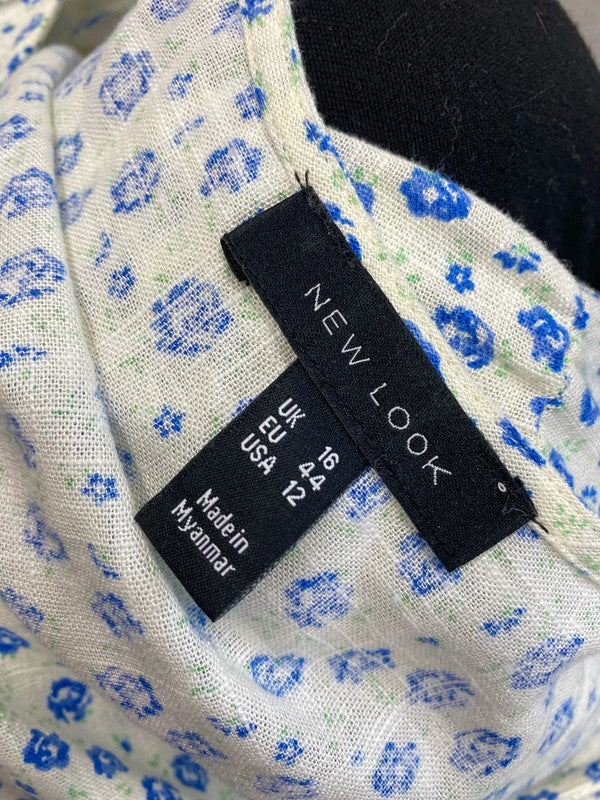 NEW LOOK
UK 16
EU 44
USA 12
Made in
Myanmar